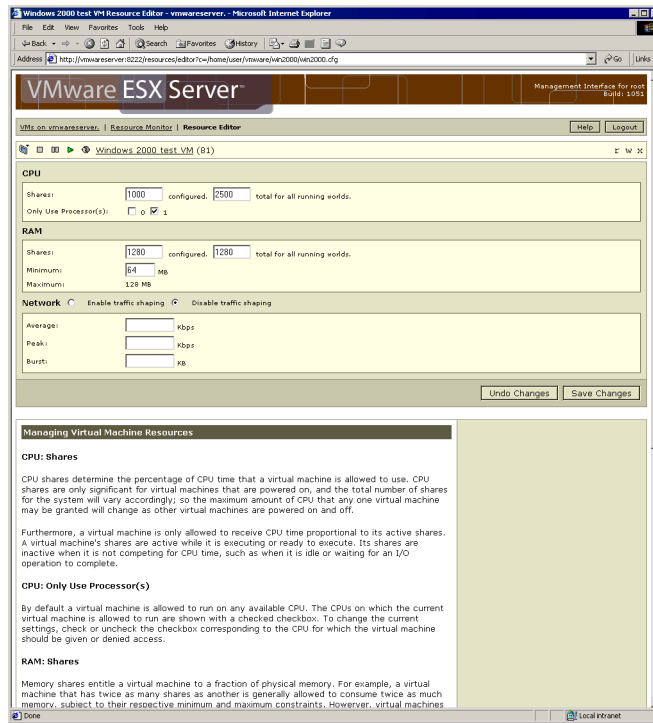 Windows 2000 test VM Resource Editor - vmwareserver. - Microsoft Internet Explorer
File Edit View Favorites Tools Help
Back Search Favorites History
Address http://vmwareserver:8222/resources/editor?c=/home/user/vmware/win2000/win2000.cfg Go Links
VMware ESX Server™ Management Interface for root
Build: 1051
VMs on vmwareserver. | Resource Monitor | Resource Editor Help Logout
Windows 2000 test VM (81) r w x
CPU
Shares: 1000 configured. 2500 total for all running worlds.
Only Use Processor(s): 0 1
RAM
Shares: 1280 configured. 1280 total for all running worlds.
Minimum: 64 MB
Maximum: 128 MB
Network Enable traffic shaping Disable traffic shaping
Average: Kbps
Peak: Kbps
Burst: KB
Undo Changes Save Changes
Managing Virtual Machine Resources
CPU: Shares
CPU shares determine the percentage of CPU time that a virtual machine is allowed to use. CPU
shares are only significant for virtual machines that are powered on, and the total number of shares
for the system will vary accordingly; so the maximum amount of CPU that any one virtual machine
may be granted will change as other virtual machines are powered on and off.
Furthermore, a virtual machine is only allowed to receive CPU time proportional to its active shares.
A virtual machine's shares are active while it is executing or ready to execute. Its shares are
inactive when it is not competing for CPU time, such as when it is idle or waiting for an I/O
operation to complete.
CPU: Only Use Processor(s)
By default a virtual machine is allowed to run on any available CPU. The CPUs on which the current
virtual machine is allowed to run are shown with a checked checkbox. To change the current
settings, check or uncheck the checkbox corresponding to the CPU for which the virtual machine
should be given or denied access.
RAM: Shares
Memory shares entitle a virtual machine to a fraction of physical memory. For example, a virtual
machine that has twice as many shares as another is generally allowed to consume twice as much
memory, subject to their respective minimum and maximum constraints. Howerver, virtual machines
Done Local intranet